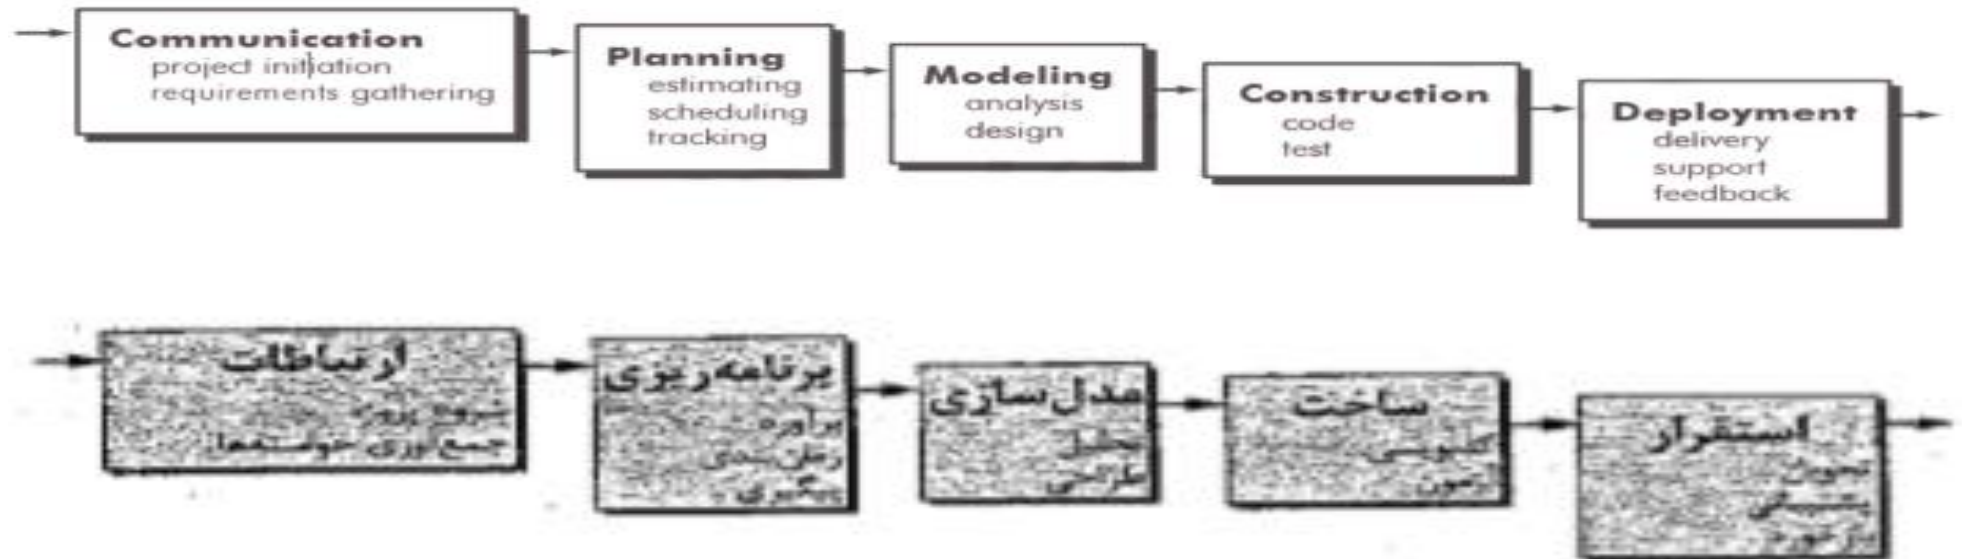 Communication
project initiation
requirements gathering
Planning
estimating
scheduling
tracking
Modeling
analysis
design
Construction
code
test
Deployment
delivery
support
feedback
ارتباطات
شروع پروژه
جمع‌آوری خواسته‌ها
برنامه‌ریزی
برآورد
زمان‌بندی
پیگیری
مدل‌سازی
تحلیل
طراحی
ساخت
کدنویسی
آزمون
استقرار
تحویل
پشتیبانی
بازخورد